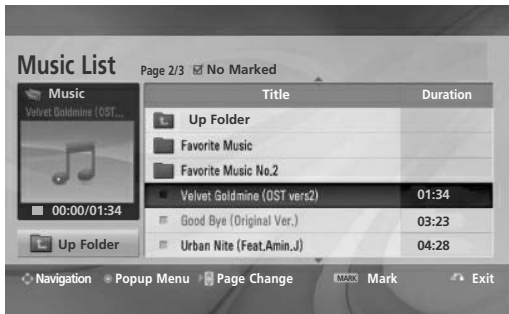 Music List Page 2/3 No Marked
Music
Velvet Goldmine (OST...
00:00/01:34
Up Folder
Title Duration
Up Folder
Favorite Music
Favorite Music No.2
Velvet Goldmine (OST vers2) 01:34
Good Bye (Original Ver.) 03:23
Urban Nite (Feat.Amin.J) 04:28
Navigation Popup Menu Page Change MARK Mark Exit